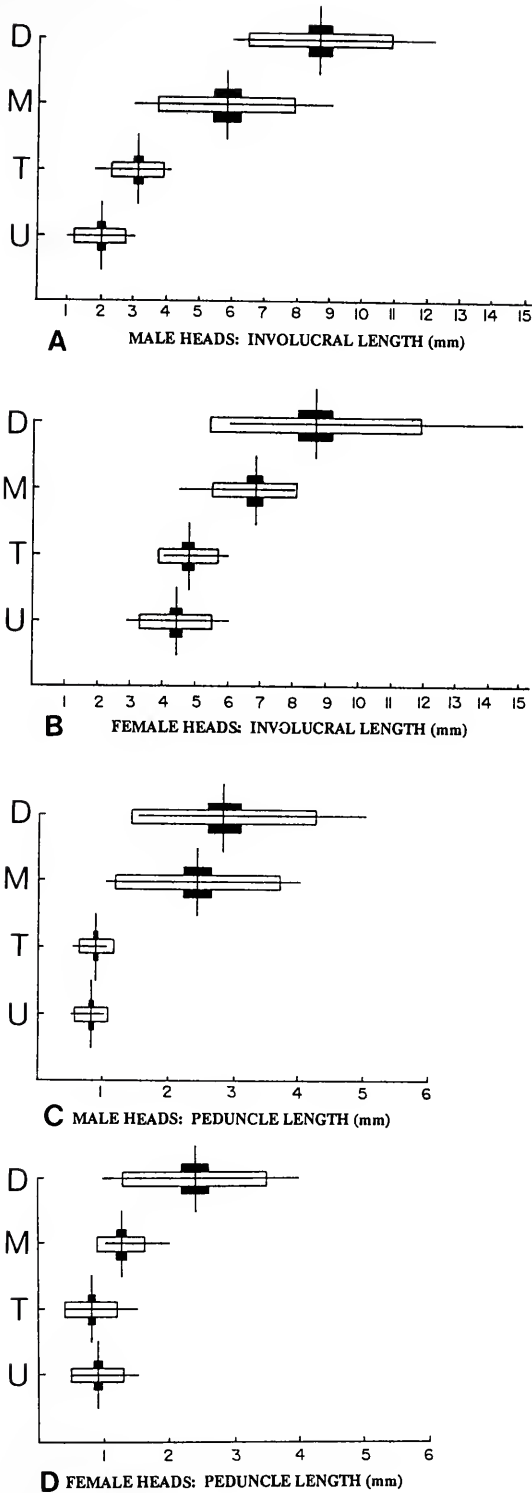 D
M
T
U
1 2 3 4 5 6 7 8 9 10 11 12 13 14 15
A MALE HEADS: INVOLUCRAL LENGTH (mm)
D
M
T
U
1 2 3 4 5 6 7 8 9 10 11 12 13 14 15
B FEMALE HEADS: INVOLUCRAL LENGTH (mm)
D
M
T
U
1 2 3 4 5 6
C MALE HEADS: PEDUNCLE LENGTH (mm)
D
M
T
U
1 2 3 4 5 6
D FEMALE HEADS: PEDUNCLE LENGTH (mm)